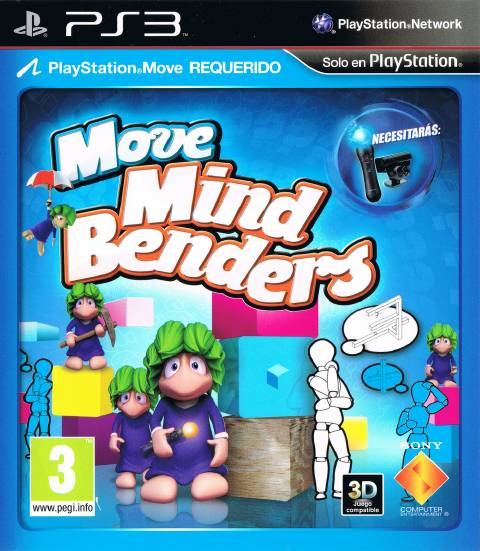 PS3
PlayStation®Network
PlayStation®Move REQUERIDO
Solo en PlayStation®
NECESITARÁS:
Move
Mind
Benders
3
www.pegi.info
3D
Juego
compatible
SONY
COMPUTER
ENTERTAINMENT®